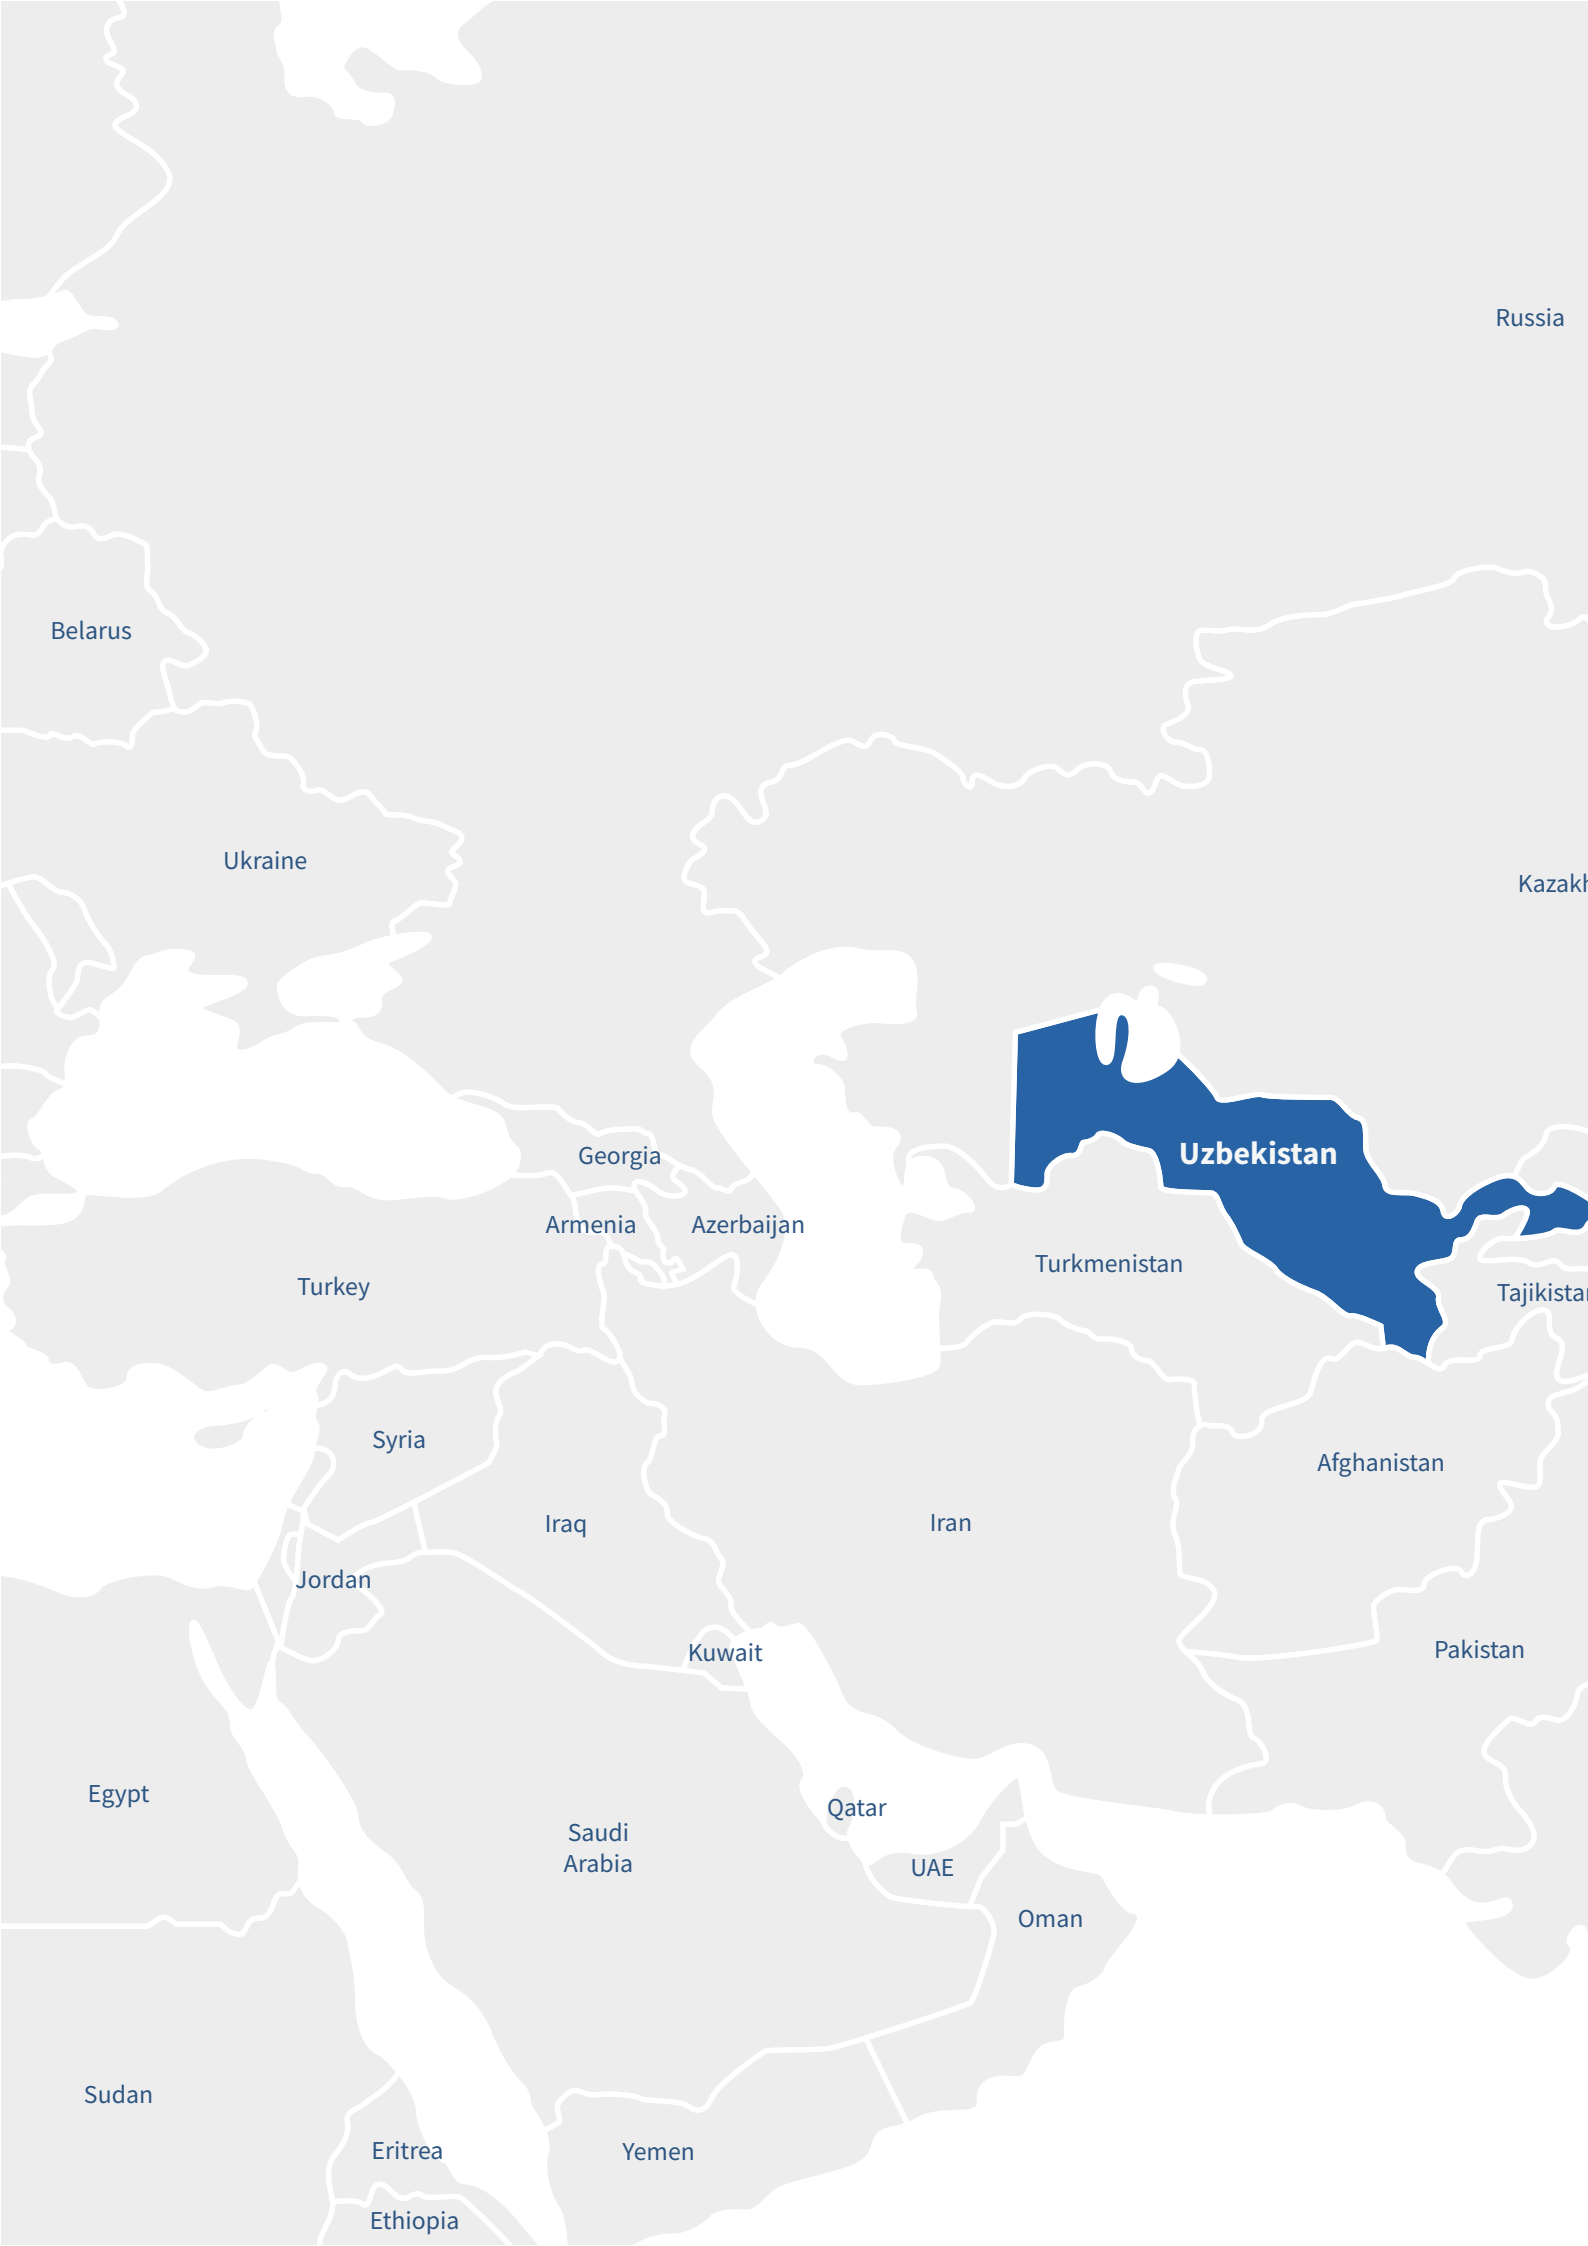 Russia
Belarus
Ukraine
Kazakh
Georgia
Uzbekistan
Armenia
Azerbaijan
Turkmenistan
Turkey
Tajikistan
Syria
Afghanistan
Iraq
Iran
Jordan
Kuwait
Pakistan
Egypt
Qatar
Saudi
Arabia
UAE
Oman
Sudan
Eritrea
Yemen
Ethiopia